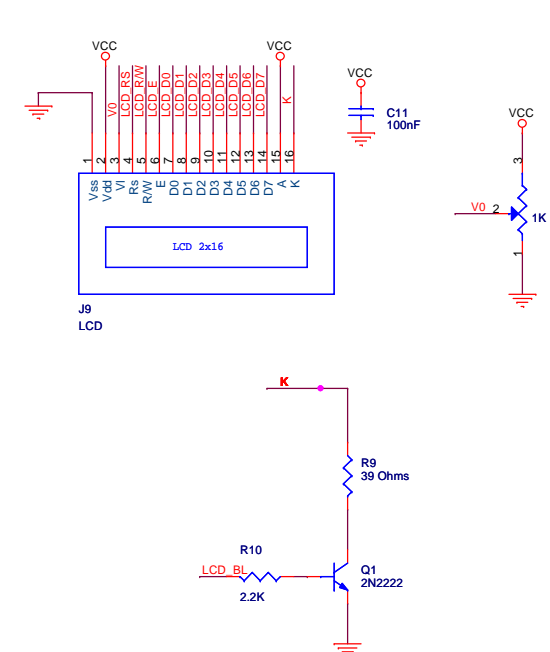 VCC
VCC
V0
LCD_RS
LCD_R/W
LCD_E
LCD_D0
LCD_D1
LCD_D2
LCD_D3
LCD_D4
LCD_D5
LCD_D6
LCD_D7
K
1 2 3 4 5 6 7 8 9 10 11 12 13 14 15 16
Vss Vdd Vl Rs R/W E D0 D1 D2 D3 D4 D5 D6 D7 A K
LCD 2x16
J9
LCD
VCC
C11
100nF
VCC
3
V0 2
1K
1
K
R9
39 Ohms
R10
LCD_BL
2.2K
Q1
2N2222